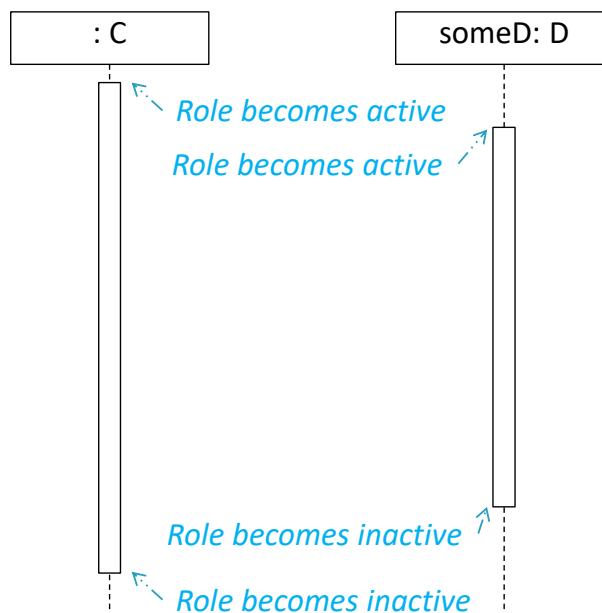 : C
someD: D
Role becomes active
Role becomes active
Role becomes inactive
Role becomes inactive